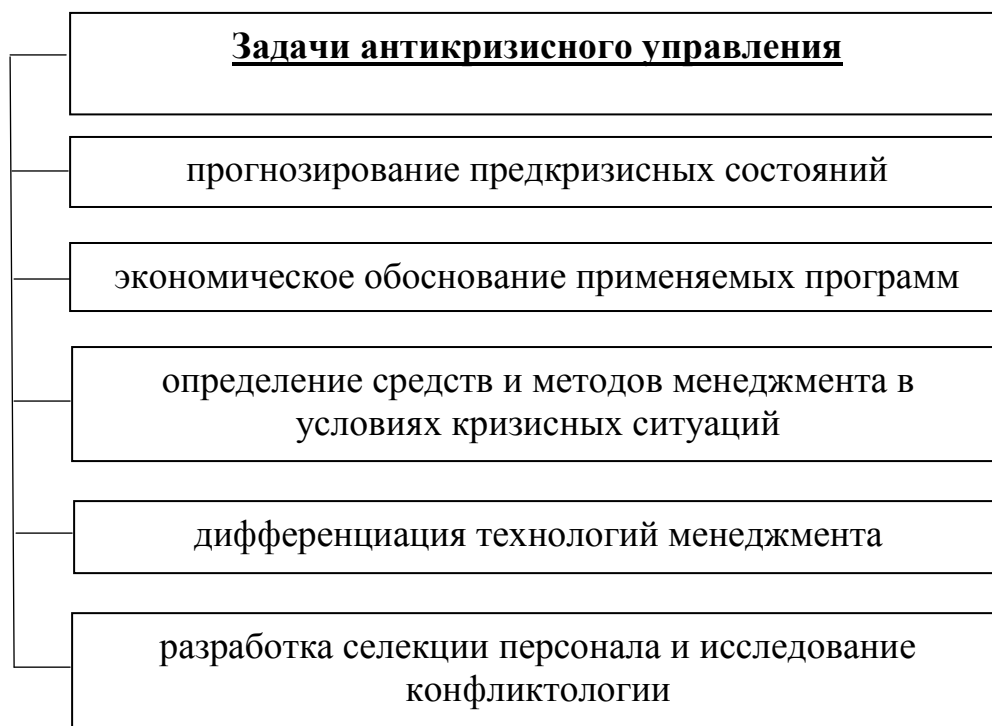 Задачи антикризисного управления
прогнозирование предкризисных состояний
экономическое обоснование применяемых программ
определение средств и методов менеджмента в
условиях кризисных ситуаций
дифференциация технологий менеджмента
разработка селекции персонала и исследование
конфликтологии